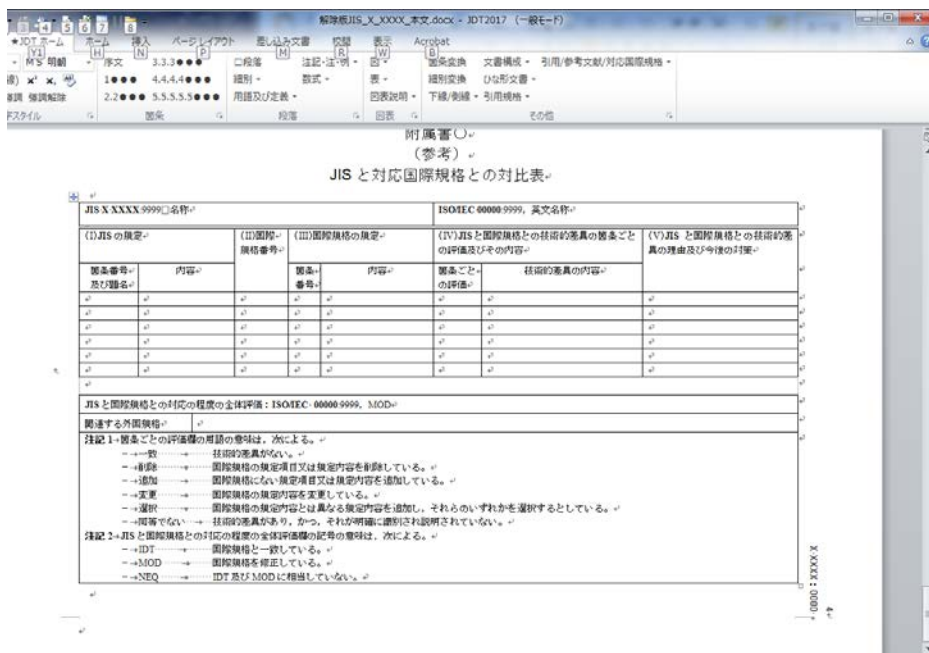 3 4 5 6 7 8
解除版JIS_X_XXXX_本文.docx - JDT2017 (一般モード)
★JDT ホーム ホーム 挿入 ページ レイアウト 差し込み文書 校閲 表示 Acrobat
Y1 H N P M R W B
MS 明朝 序文 3.3.3●●● □段落 注記·注·例 図 箇条変換 文書構成 引用/参考文献/対応国際規格
x² x₂ 1●●● 4.4.4.4●●● 細別 数式 表 細別変換 ひな形文書
強調解除 2.2●●● 5.5.5.5.5●●● 用語及び定義 図表説明 下線/側線 引用規格
スタイル 箇条 段落 図表 その他
附属書〇
(参考)
JIS と対応国際規格との対比表
JIS X XXXX:9999□名称 ISO/IEC 00000:9999，英文名称
(I)JIS の規定 (II)国際規格番号 (III)国際規格の規定 (IV)JISと国際規格との技術的差異の箇条ごとの評価及びその内容 (V)JIS と国際規格との技術的差異の理由及び今後の対策
箇条番号及び題名 内容 箇条番号 内容 箇条ごとの評価 技術的差異の内容
JISと国際規格との対応の程度の全体評価：ISO/IEC 00000:9999，MOD
関連する外国規格
注記 1→箇条ごとの評価欄の用語の意味は，次による。
－→一致 → 技術的差異がない。
－→削除 → 国際規格の規定項目又は規定内容を削除している。
－→追加 → 国際規格にない規定項目又は規定内容を追加している。
－→変更 → 国際規格の規定内容を変更している。
－→選択 → 国際規格の規定内容とは異なる規定内容を追加し，それらのいずれかを選択するとしている。
－→同等でない → 技術的差異があり，かつ，それが明確に識別され説明されていない。
注記 2→JISと国際規格との対応の程度の全体評価欄の記号の意味は，次による。
－→IDT → 国際規格と一致している。
－→MOD → 国際規格を修正している。
－→NEQ → IDT 及び MOD に相当していない。
X XXXX：0000
4